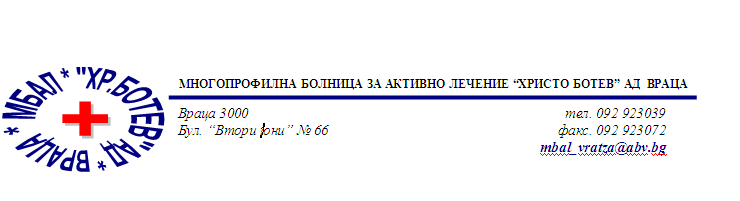 * МБАЛ * "ХР.БОТЕВ" АД * ВРАЦА
МНОГОПРОФИЛНА БОЛНИЦА ЗА АКТИВНО ЛЕЧЕНИЕ “ХРИСТО БОТЕВ” АД ВРАЦА
Враца 3000 тел. 092 923039
Бул. “Втори юни” № 66 факс. 092 923072
mbal_vratza@abv.bg